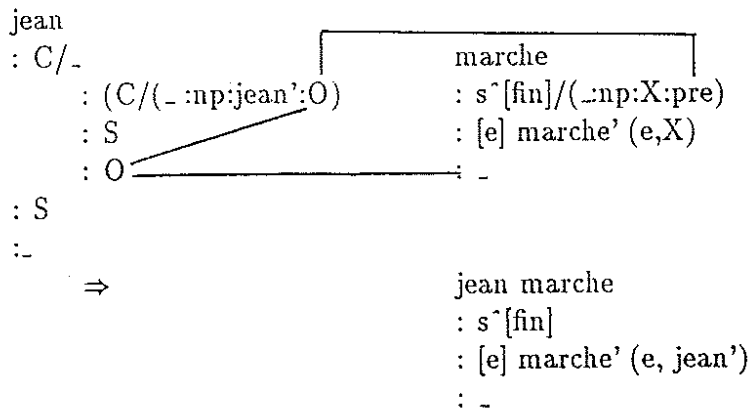 jean
: C/_ marche
: (C/(_ :np:jean':O) : s^[fin]/(_:np:X:pre)
: S : [e] marche' (e,X)
: O : _
: S
:_
⇒ jean marche
: s^[fin]
: [e] marche' (e, jean')
: _